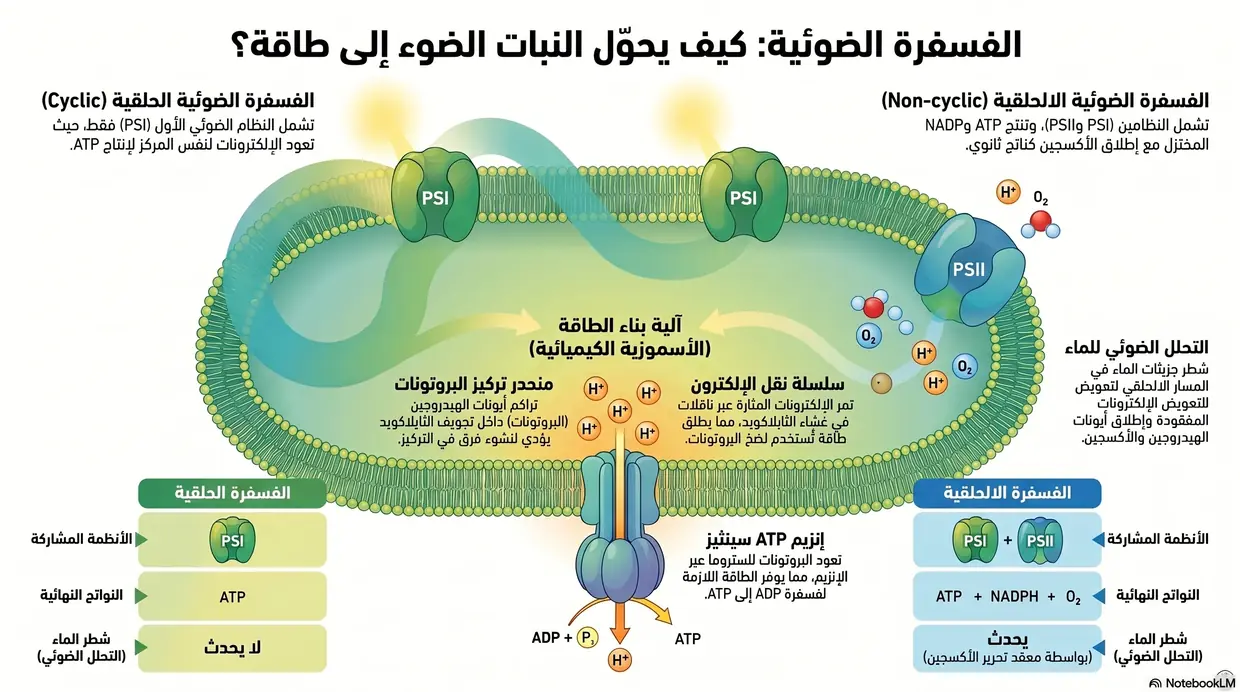 الفسفرة الضوئية: كيف يحوّل النبات الضوء إلى طاقة؟
الفسفرة الضوئية الالحلقية (Non-cyclic)
تشمل النظامين (PSI وPSII)، وتنتج ATP وNADP
المختزل مع إطلاق الأكسجين كناتج ثانوي.
الفسفرة الضوئية الحلقية (Cyclic)
تشمل النظام الضوئي الأول (PSI) فقط، حيث
تعود الإلكترونات لنفس المركز لإنتاج ATP.
PSI
PSI
PSII
H⁺
O₂
O₂
H⁺
H⁺
O₂
التحلل الضوئي للماء
شطر جزيئات الماء في
المسار الالحلقي لتعويض
للتعويض الإلكترونات
المفقودة وإطلاق أيونات
الهيدروجين والأكسجين.
آلية بناء الطاقة
(الأسموزية الكيميائية)
سلسلة نقل الإلكترون
تمر الإلكترونات المثارة عبر ناقلات
في غشاء الثايلاكويد، مما يطلق
طاقة تُستخدم لضخ البروتونات.
منحدر تركيز البروتونات
تراكم أيونات الهيدروجين
(البروتونات) داخل تجويف الثايلاكويد
يؤدي لنشوء فرق في التركيز.
H⁺
H⁺
H⁺
H⁺
H⁺
إنزيم ATP سينثيز
تعود البروتونات للستروما عبر
الإنزيم، مما يوفر الطاقة اللازمة
لفسفرة ADP إلى ATP.
ADP + P
ATP
H⁺
الفسفرة الالحلقية
الأنظمة المشاركة
PSI + PSII
النواتج النهائية
ATP + NADPH + O₂
شطر الماء
(التحلل الضوئي)
يحدث
(بواسطة معقد تحرير الأكسجين)
الفسفرة الحلقية
الأنظمة المشاركة
PSI
النواتج النهائية
ATP
شطر الماء
(التحلل الضوئي)
لا يحدث
NotebookLM